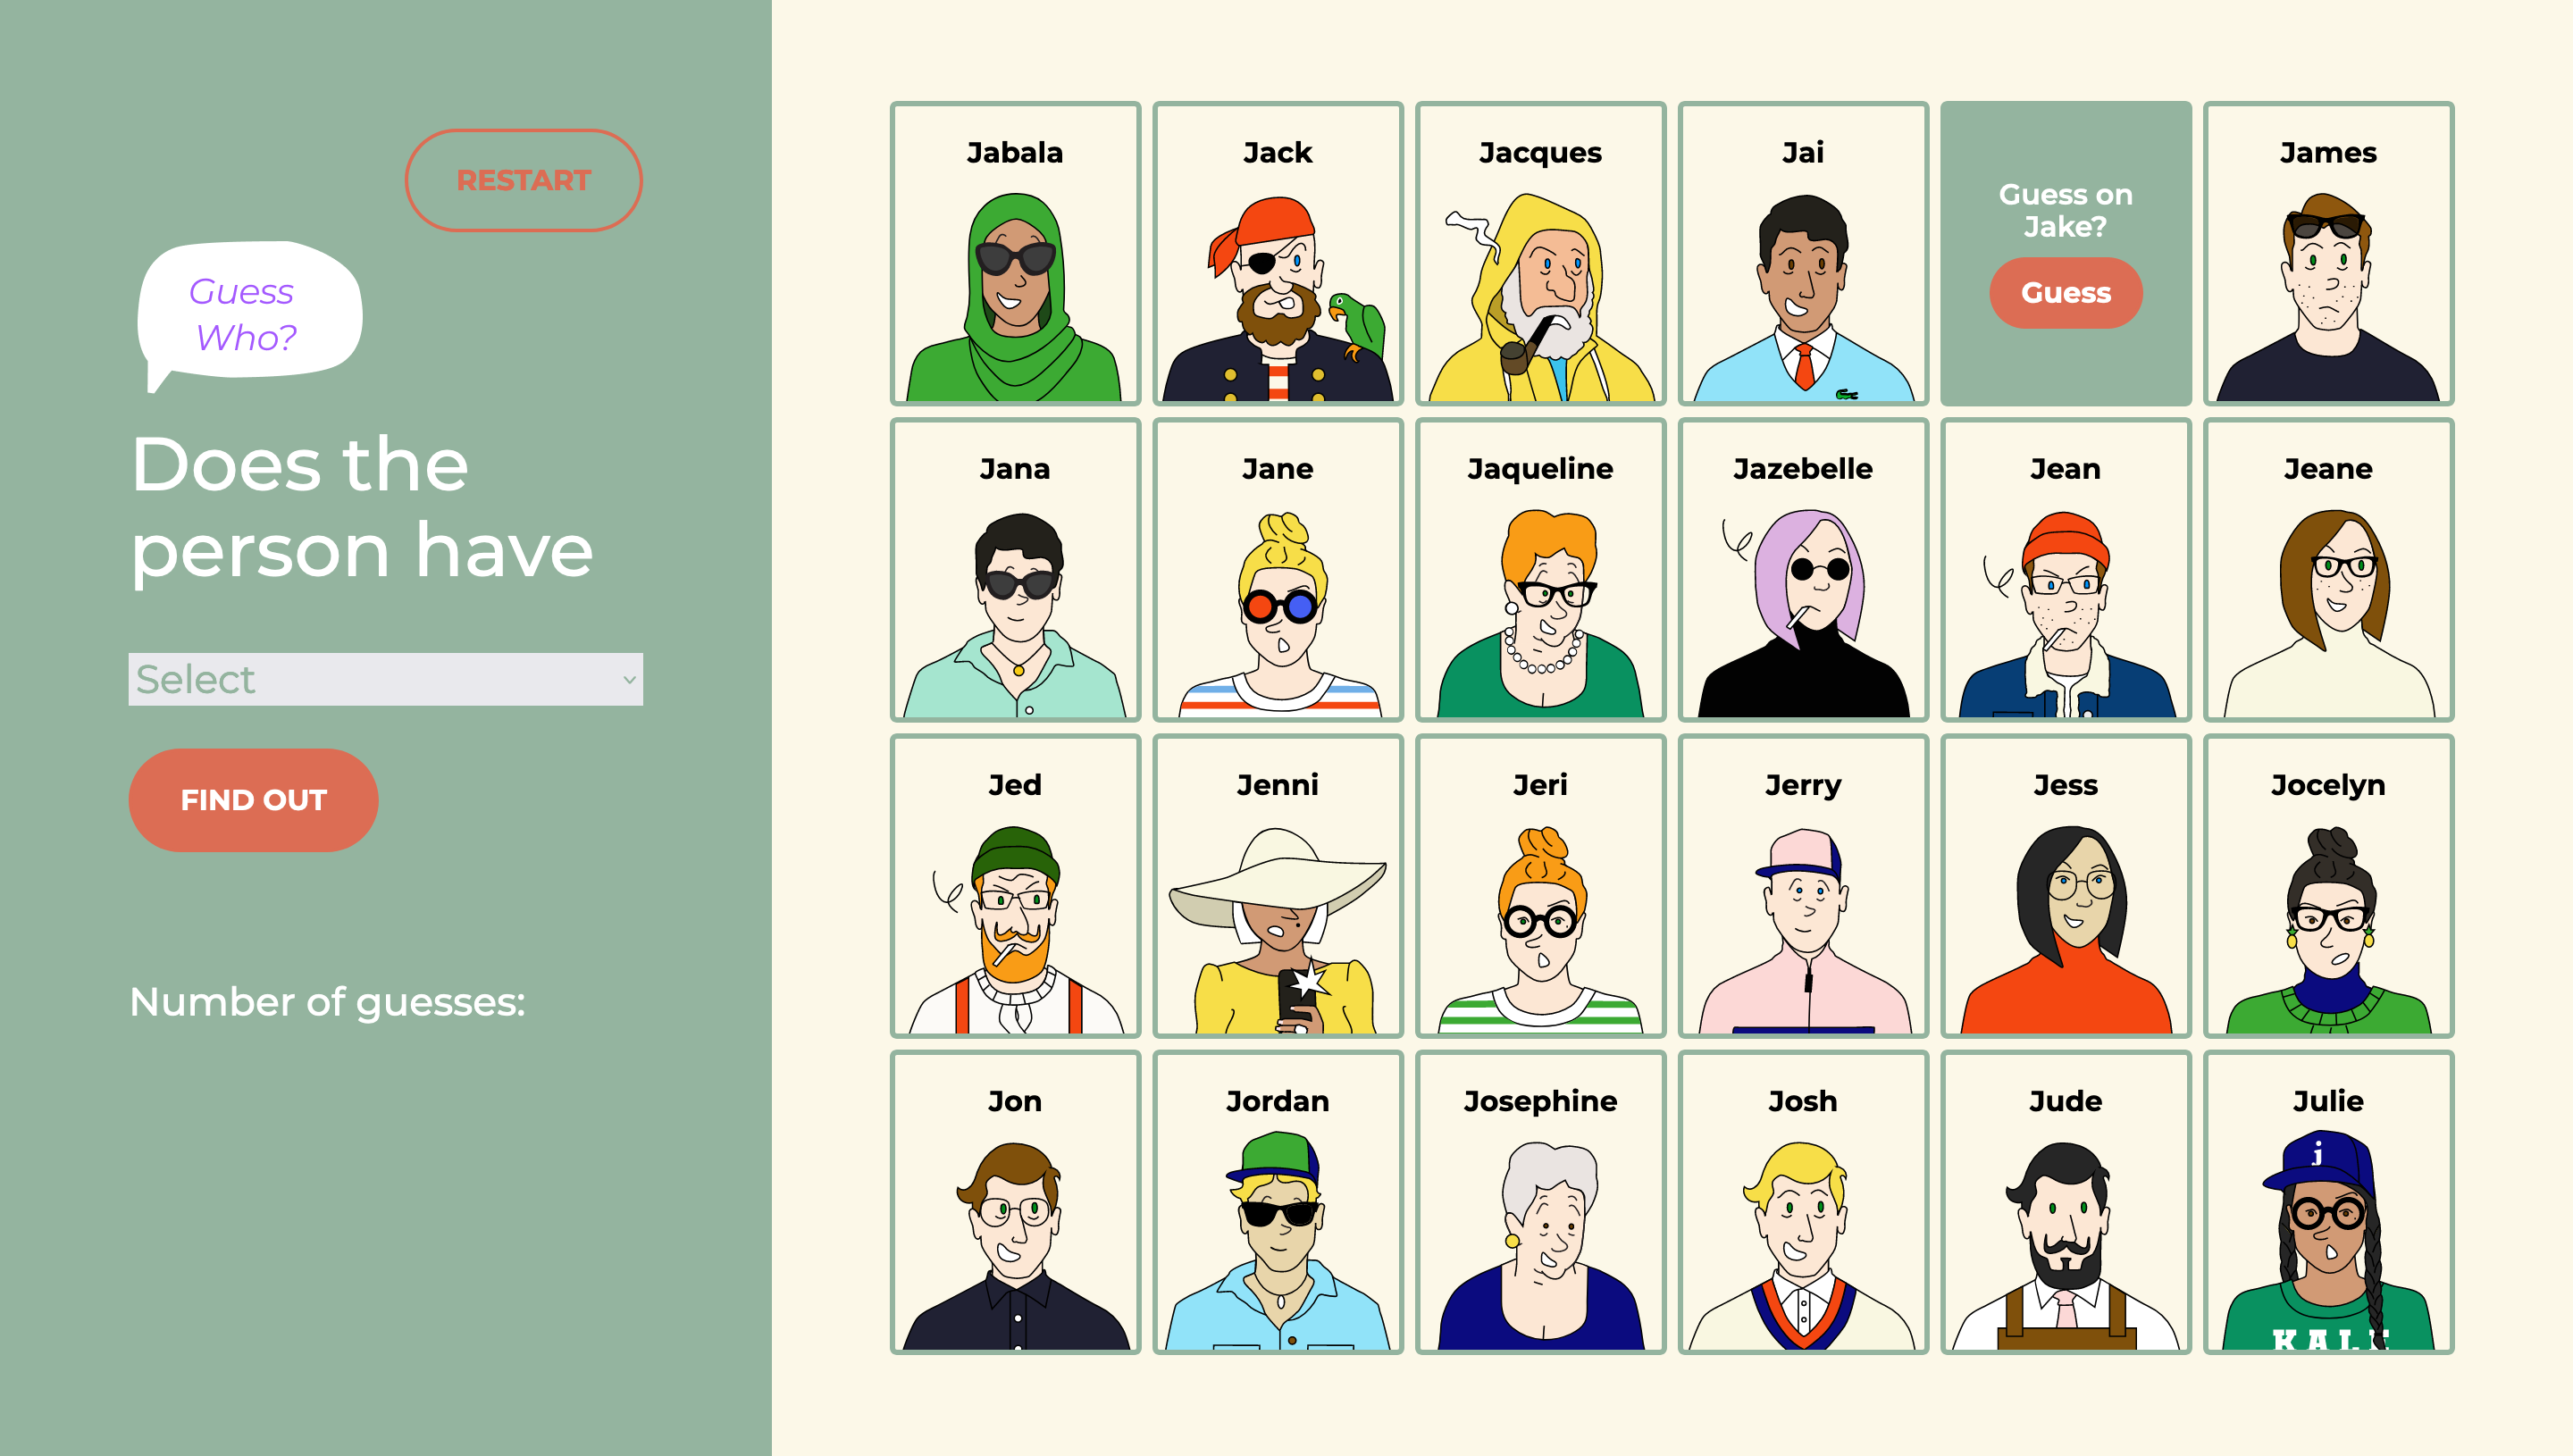 RESTART
Guess
Who?
Does the
person have
Select
FIND OUT
Number of guesses:
Jabala
Jack
Jacques
Jai
Guess on
Jake?
Guess
James
Jana
Jane
Jaqueline
Jazebelle
Jean
Jeane
Jed
Jenni
Jeri
Jerry
Jess
Jocelyn
Jon
Jordan
Josephine
Josh
Jude
Julie
j
KAL